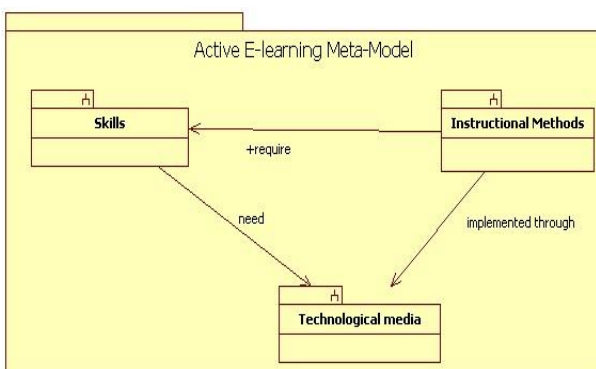 Active E-learning Meta-Model
Skills
Instructional Methods
+require
need
implemented through
Technological media